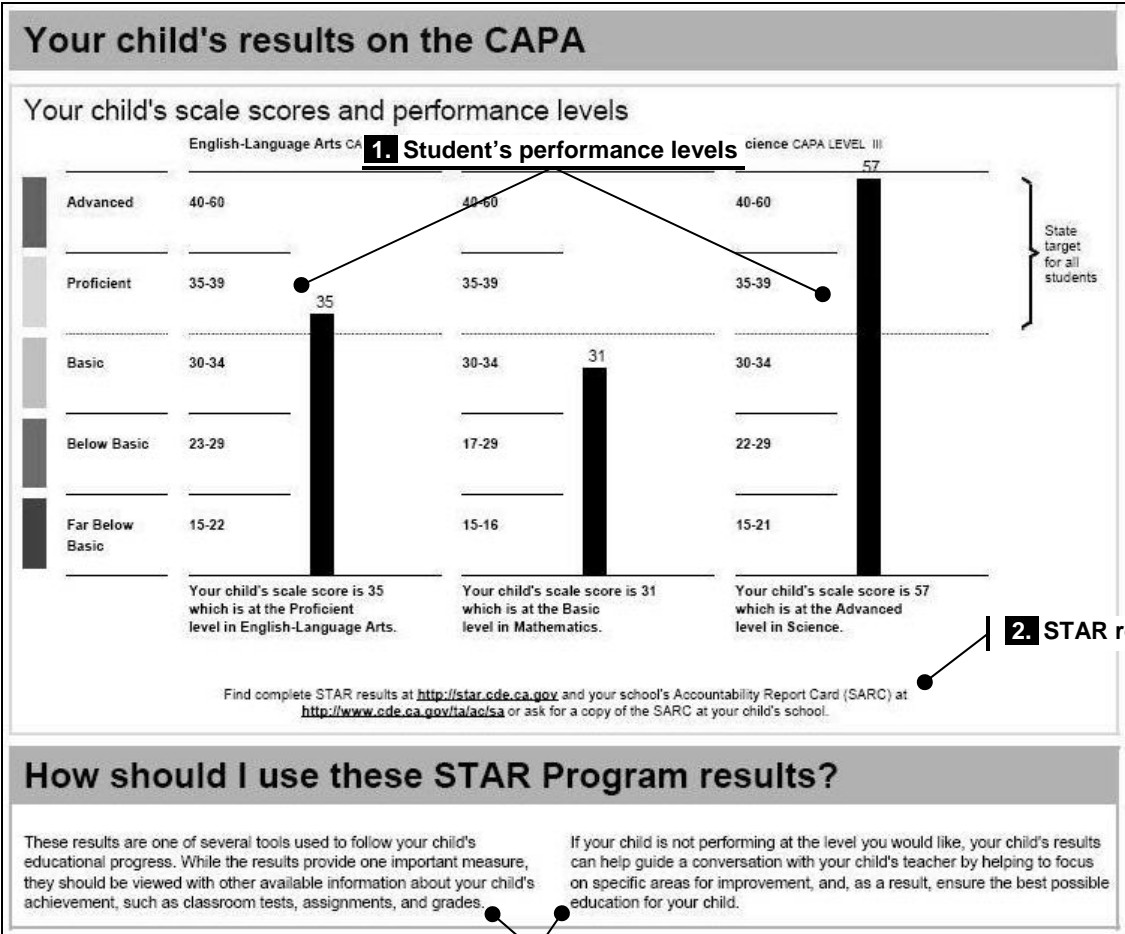 Your child's results on the CAPA
Your child's scale scores and performance levels
English-Language Arts CA 1. Student's performance levels cience CAPA LEVEL III
57
Advanced 40-60 40-60 40-60
State
target
for all
students
Proficient 35-39 35-39 35-39
35
Basic 30-34 30-34 30-34
31
Below Basic 23-29 17-29 22-29
Far Below
Basic 15-22 15-16 15-21
Your child's scale score is 35
which is at the Proficient
level in English-Language Arts.
Your child's scale score is 31
which is at the Basic
level in Mathematics.
Your child's scale score is 57
which is at the Advanced
level in Science.
2. STAR r
Find complete STAR results at http://star.cde.ca.gov and your school's Accountability Report Card (SARC) at
http://www.cde.ca.gov/ta/ac/sa or ask for a copy of the SARC at your child's school.
How should I use these STAR Program results?
These results are one of several tools used to follow your child's
educational progress. While the results provide one important measure,
they should be viewed with other available information about your child's
achievement, such as classroom tests, assignments, and grades.
If your child is not performing at the level you would like, your child's results
can help guide a conversation with your child's teacher by helping to focus
on specific areas for improvement, and, as a result, ensure the best possible
education for your child.